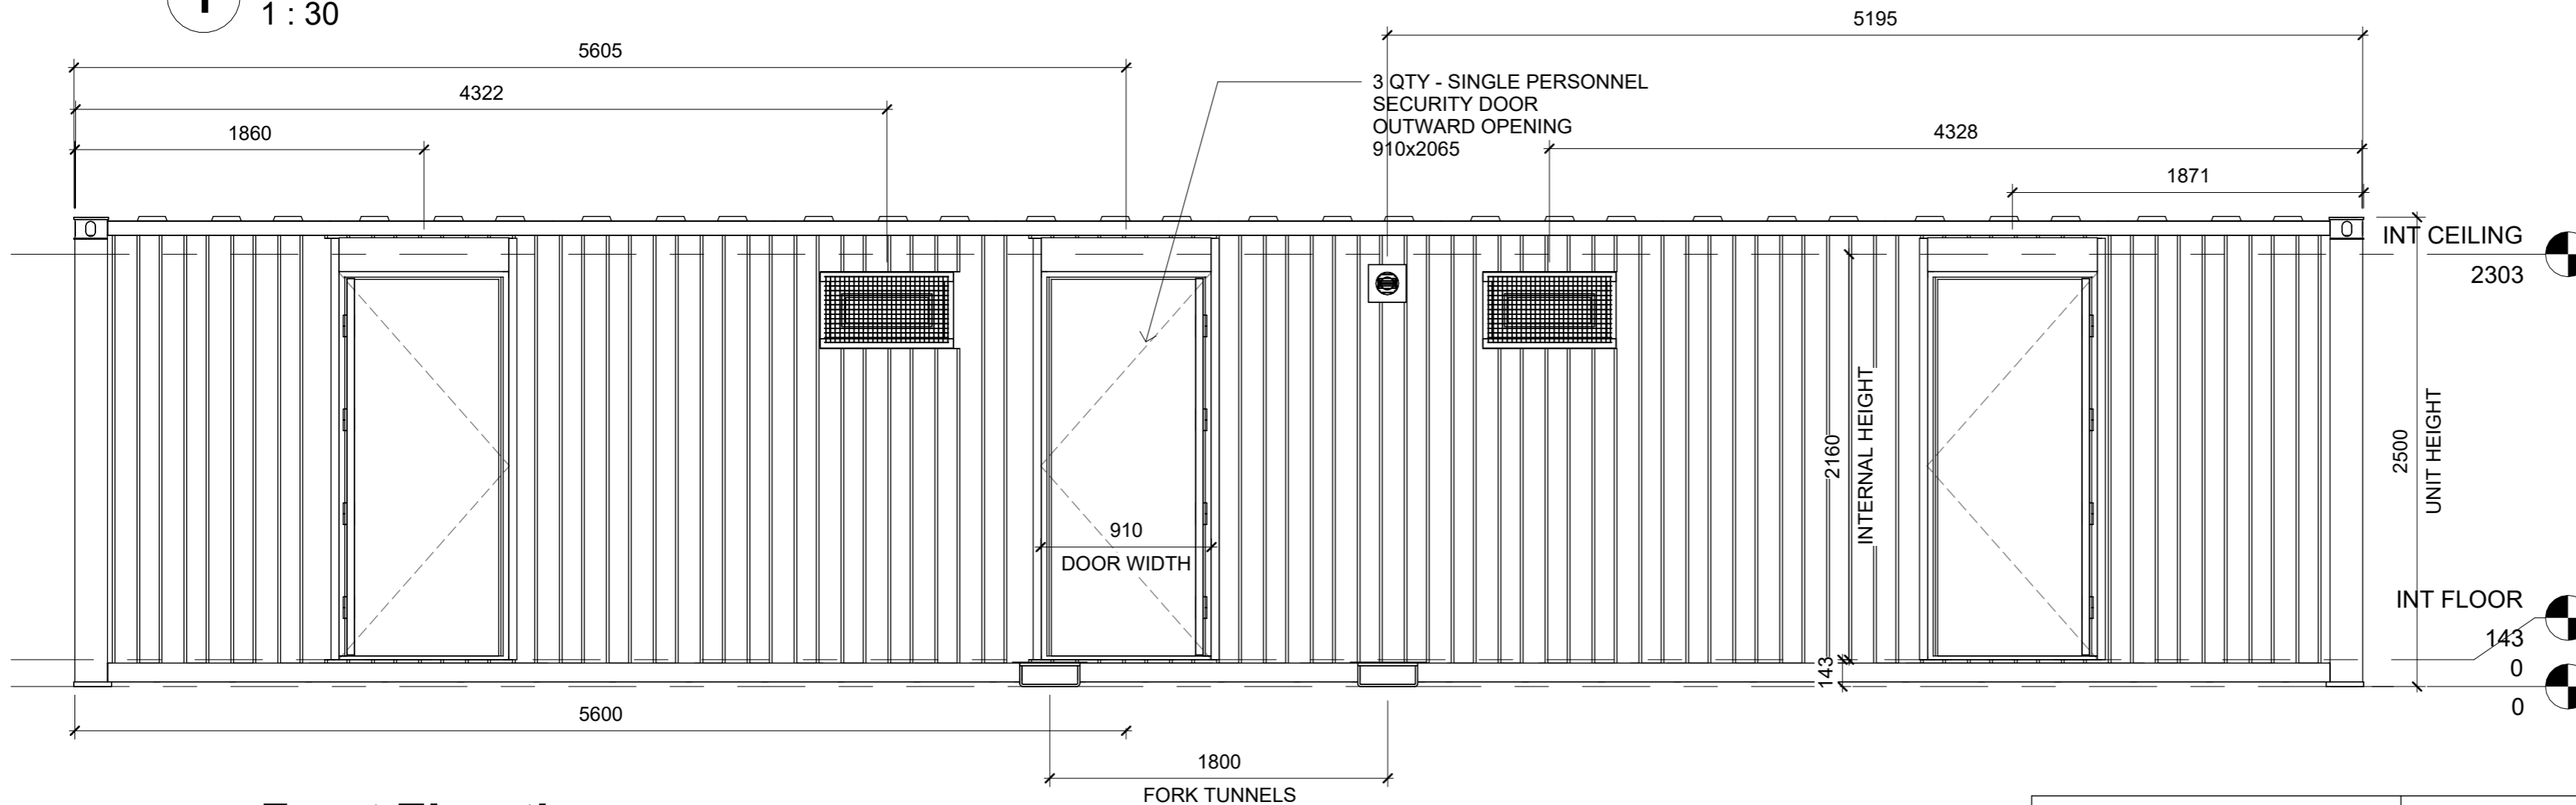 1 : 30
5195
5605
3 QTY - SINGLE PERSONNEL
SECURITY DOOR
OUTWARD OPENING
910x2065
4322
1860
4328
1871
INT CEILING
2303
2160
INTERNAL HEIGHT
2500
UNIT HEIGHT
910
DOOR WIDTH
INT FLOOR
143
143
0
0
5600
1800
FORK TUNNELS